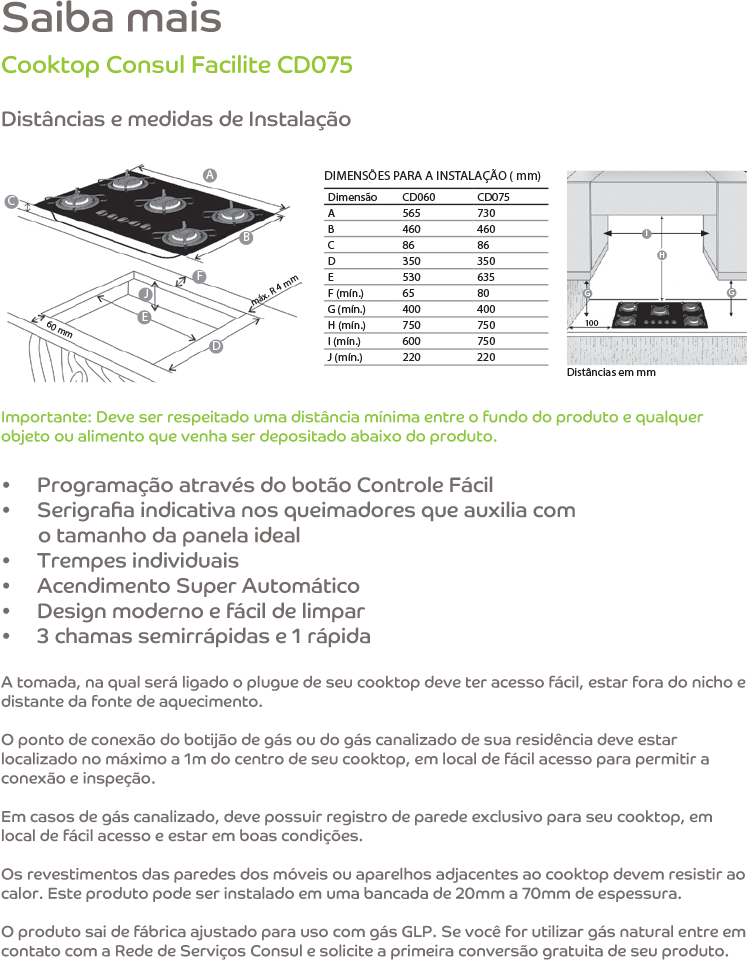 Saiba mais
Cooktop Consul Facilite CD075
Distâncias e medidas de Instalação
A
C
B
F
J
E
D
60 mm
máx. R 4 mm
DIMENSÕES PARA A INSTALAÇÃO ( mm)
Dimensão CD060 CD075
A 565 730
B 460 460
C 86 86
D 350 350
E 530 635
F (mín.) 65 80
G (mín.) 400 400
H (mín.) 750 750
I (mín.) 600 750
J (mín.) 220 220
I
H
G G
100
Distâncias em mm
Importante: Deve ser respeitado uma distância mínima entre o fundo do produto e qualquer
objeto ou alimento que venha ser depositado abaixo do produto.
• Programação através do botão Controle Fácil
• Serigrafia indicativa nos queimadores que auxilia com
o tamanho da panela ideal
• Trempes individuais
• Acendimento Super Automático
• Design moderno e fácil de limpar
• 3 chamas semirrápidas e 1 rápida
A tomada, na qual será ligado o plugue de seu cooktop deve ter acesso fácil, estar fora do nicho e
distante da fonte de aquecimento.
O ponto de conexão do botijão de gás ou do gás canalizado de sua residência deve estar
localizado no máximo a 1m do centro de seu cooktop, em local de fácil acesso para permitir a
conexão e inspeção.
Em casos de gás canalizado, deve possuir registro de parede exclusivo para seu cooktop, em
local de fácil acesso e estar em boas condições.
Os revestimentos das paredes dos móveis ou aparelhos adjacentes ao cooktop devem resistir ao
calor. Este produto pode ser instalado em uma bancada de 20mm a 70mm de espessura.
O produto sai de fábrica ajustado para uso com gás GLP. Se você for utilizar gás natural entre em
contato com a Rede de Serviços Consul e solicite a primeira conversão gratuita de seu produto.